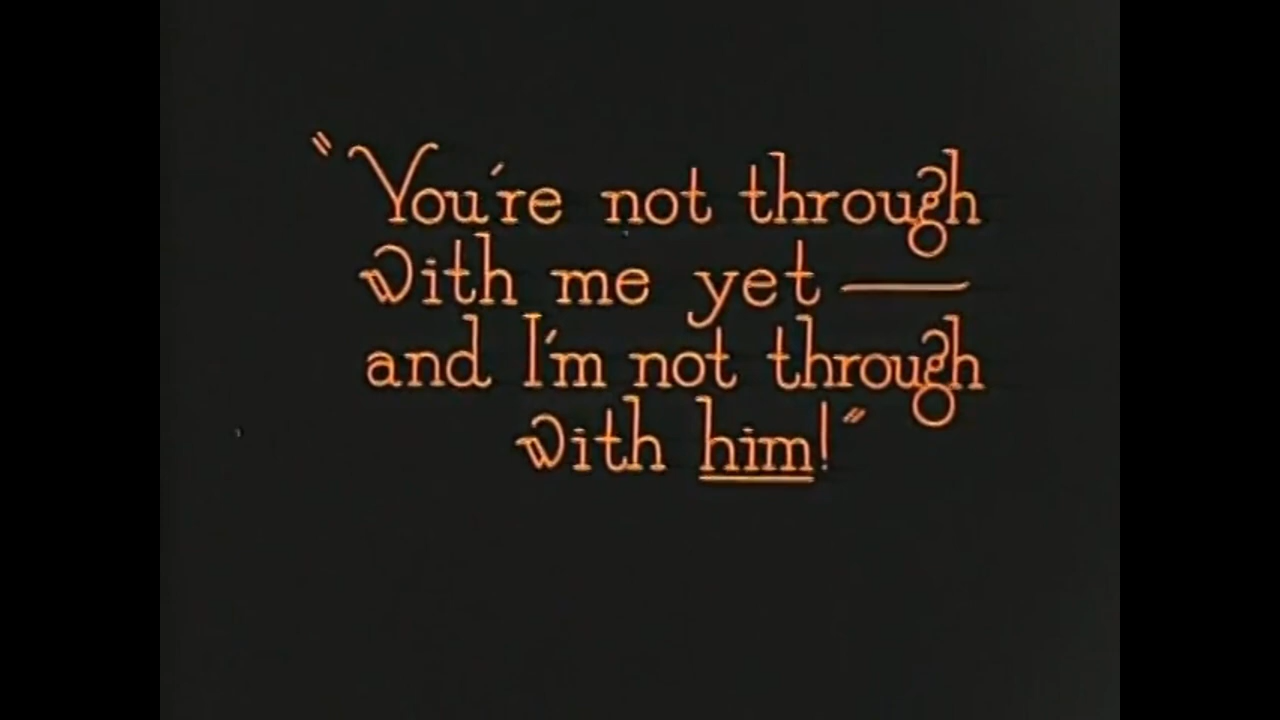 "You're not through
with me yet —
and I'm not through
with him!"